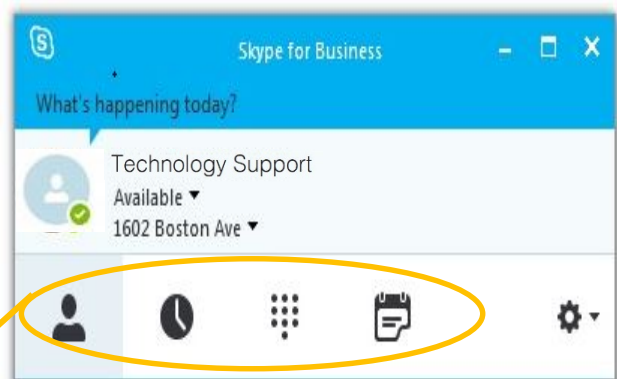 Skype for Business
What's happening today?
Technology Support
Available
1602 Boston Ave